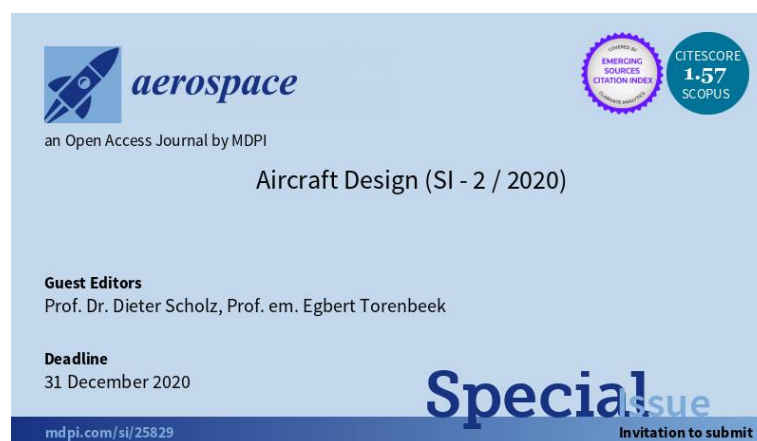 aerospace
an Open Access Journal by MDPI
COVERED BY
EMERGING
SOURCES
CITATION INDEX
CLARIVATE ANALYTICS
CITESCORE
1.57
SCOPUS
Aircraft Design (SI - 2 / 2020)
Guest Editors
Prof. Dr. Dieter Scholz, Prof. em. Egbert Torenbeek
Deadline
31 December 2020
Special
Issue
mdpi.com/si/25829
Invitation to submit